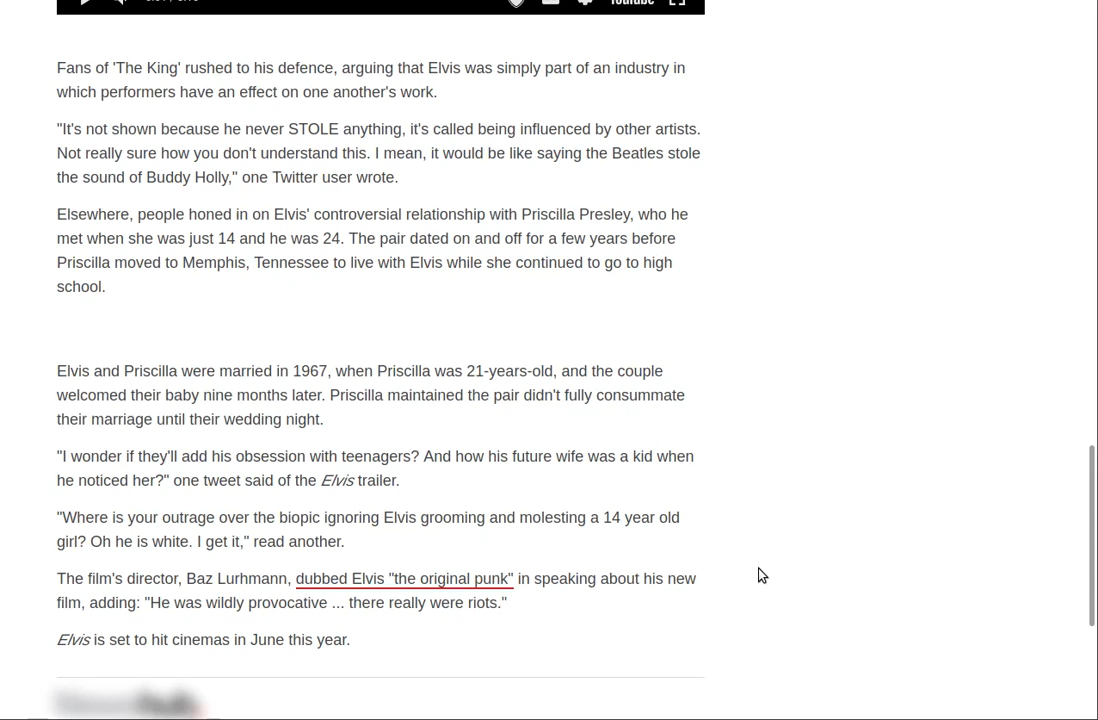 Fans of 'The King' rushed to his defence, arguing that Elvis was simply part of an industry in
which performers have an effect on one another's work.
"It's not shown because he never STOLE anything, it's called being influenced by other artists.
Not really sure how you don't understand this. I mean, it would be like saying the Beatles stole
the sound of Buddy Holly," one Twitter user wrote.
Elsewhere, people honed in on Elvis' controversial relationship with Priscilla Presley, who he
met when she was just 14 and he was 24. The pair dated on and off for a few years before
Priscilla moved to Memphis, Tennessee to live with Elvis while she continued to go to high
school.
Elvis and Priscilla were married in 1967, when Priscilla was 21-years-old, and the couple
welcomed their baby nine months later. Priscilla maintained the pair didn't fully consummate
their marriage until their wedding night.
"I wonder if they'll add his obsession with teenagers? And how his future wife was a kid when
he noticed her?" one tweet said of the Elvis trailer.
"Where is your outrage over the biopic ignoring Elvis grooming and molesting a 14 year old
girl? Oh he is white. I get it," read another.
The film's director, Baz Lurhmann, dubbed Elvis "the original punk" in speaking about his new
film, adding: "He was wildly provocative ... there really were riots."
Elvis is set to hit cinemas in June this year.